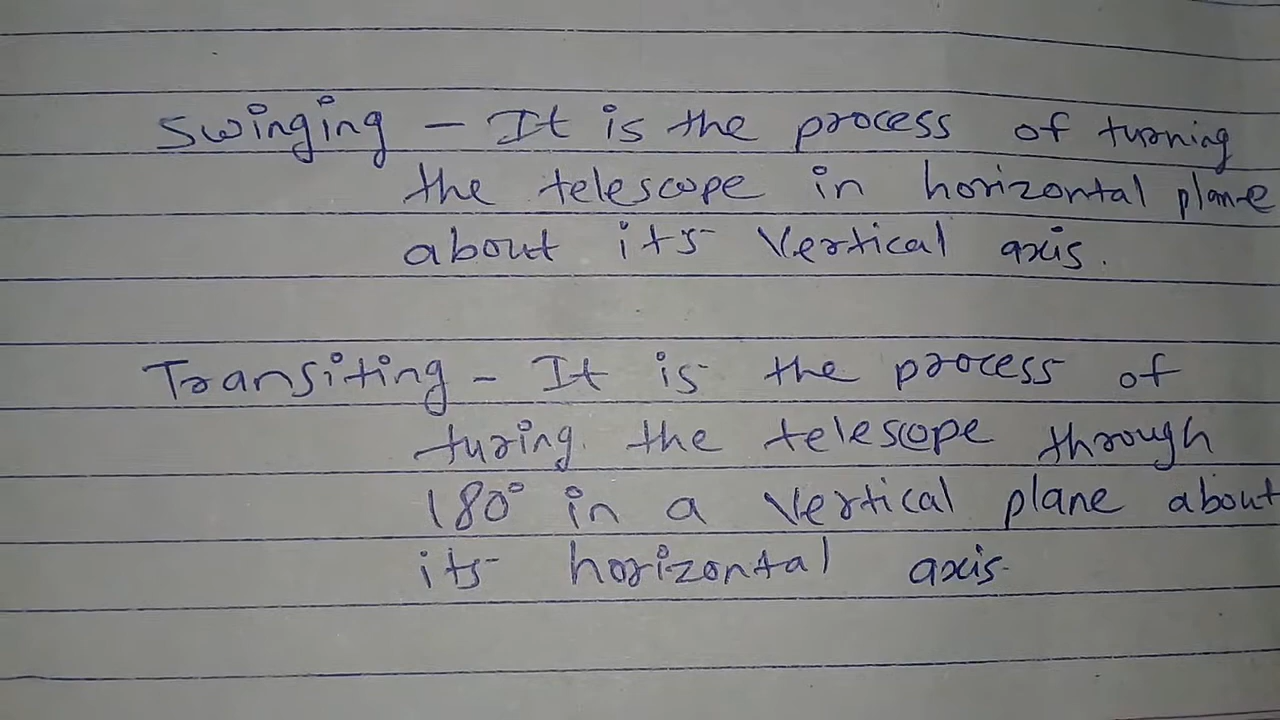 Swinging - It is the process of turning
the telescope in horizontal plane
about its vertical axis.
Transiting - It is the process of
turing the telescope through
180° in a vertical plane about
its horizontal axis.